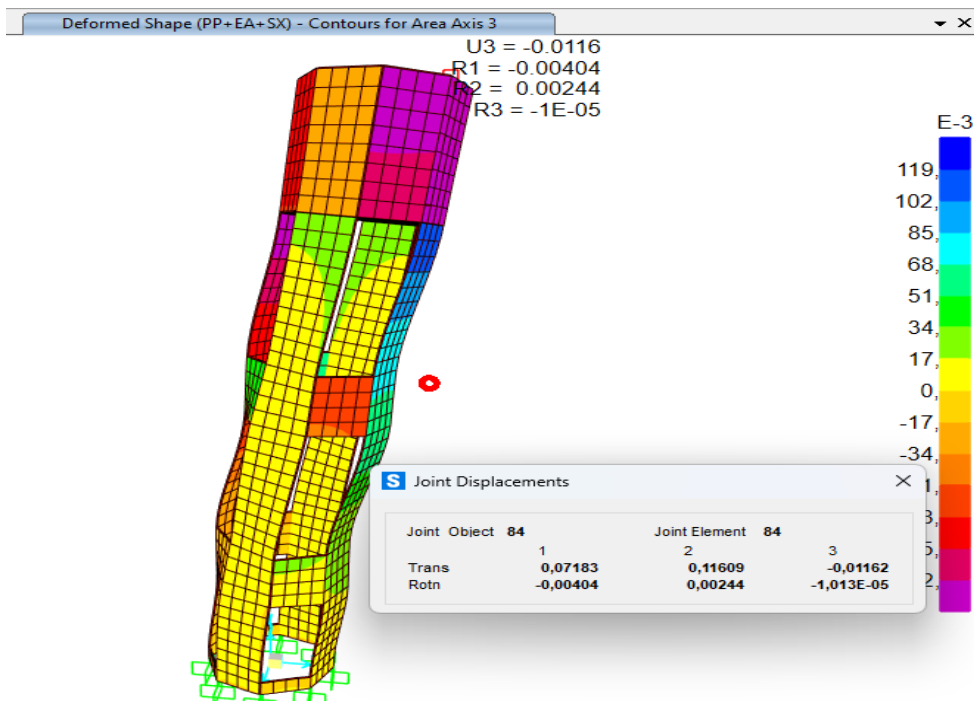 Deformed Shape (PP+EA+SX) - Contours for Area Axis 3
U3 = -0.0116
R1 = -0.00404
R2 = 0.00244
R3 = -1E-05
E-3
119,
102,
85,
68,
51,
34,
17,
0,
-17,
-34,
S Joint Displacements
Joint Object 84 Joint Element 84
1 2 3
Trans 0,07183 0,11609 -0,01162
Rotn -0,00404 0,00244 -1,013E-05